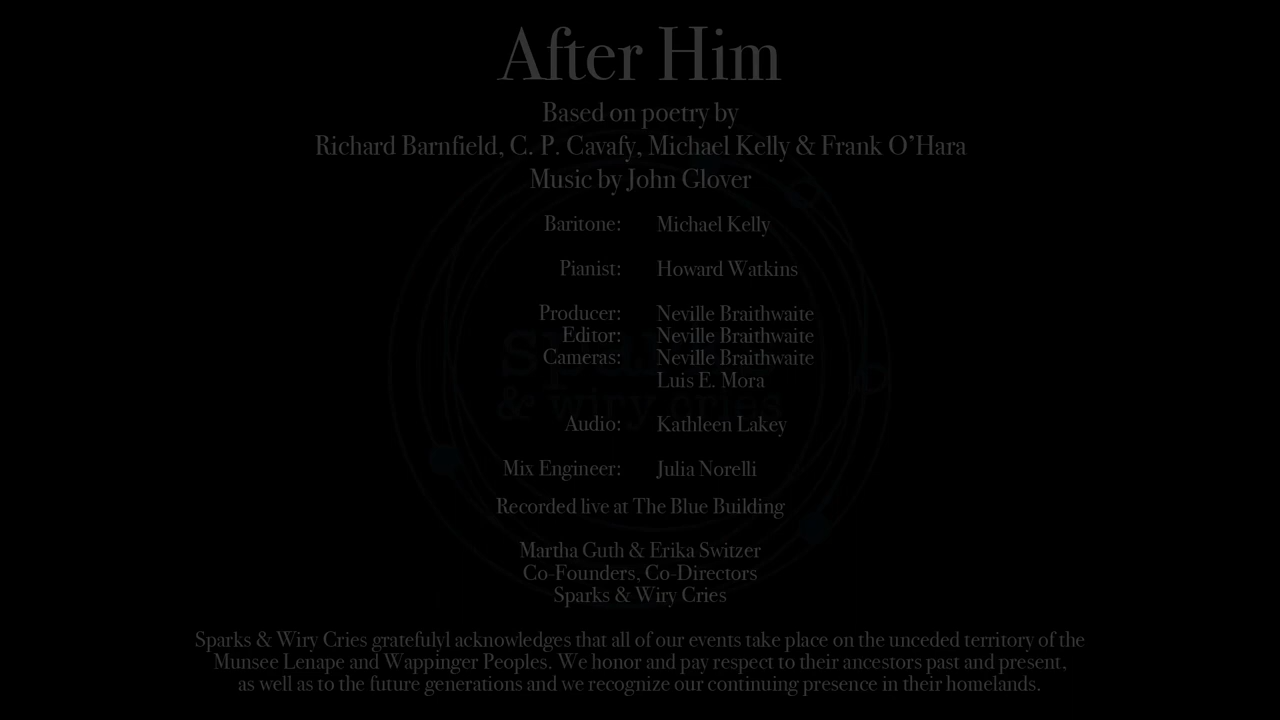 After Him
Based on poetry by
Richard Barnfield, C. P. Cavafy, Michael Kelly & Frank O'Hara
Music by John Glover
Baritone: Michael Kelly
Pianist: Howard Watkins
Producer: Neville Braithwaite
Editor: Neville Braithwaite
Cameras: Neville Braithwaite
Luis E. Mora
Audio: Kathleen Lakey
Mix Engineer: Julia Norelli
Recorded live at The Blue Building
Martha Guth & Erika Switzer
Co-Founders, Co-Directors
Sparks & Wiry Cries
Sparks & Wiry Cries gratefulyl acknowledges that all of our events take place on the unceded territory of the
Munsee Lenape and Wappinger Peoples. We honor and pay respect to their ancestors past and present,
as well as to the future generations and we recognize our continuing presence in their homelands.
Sparks
& wiry cries